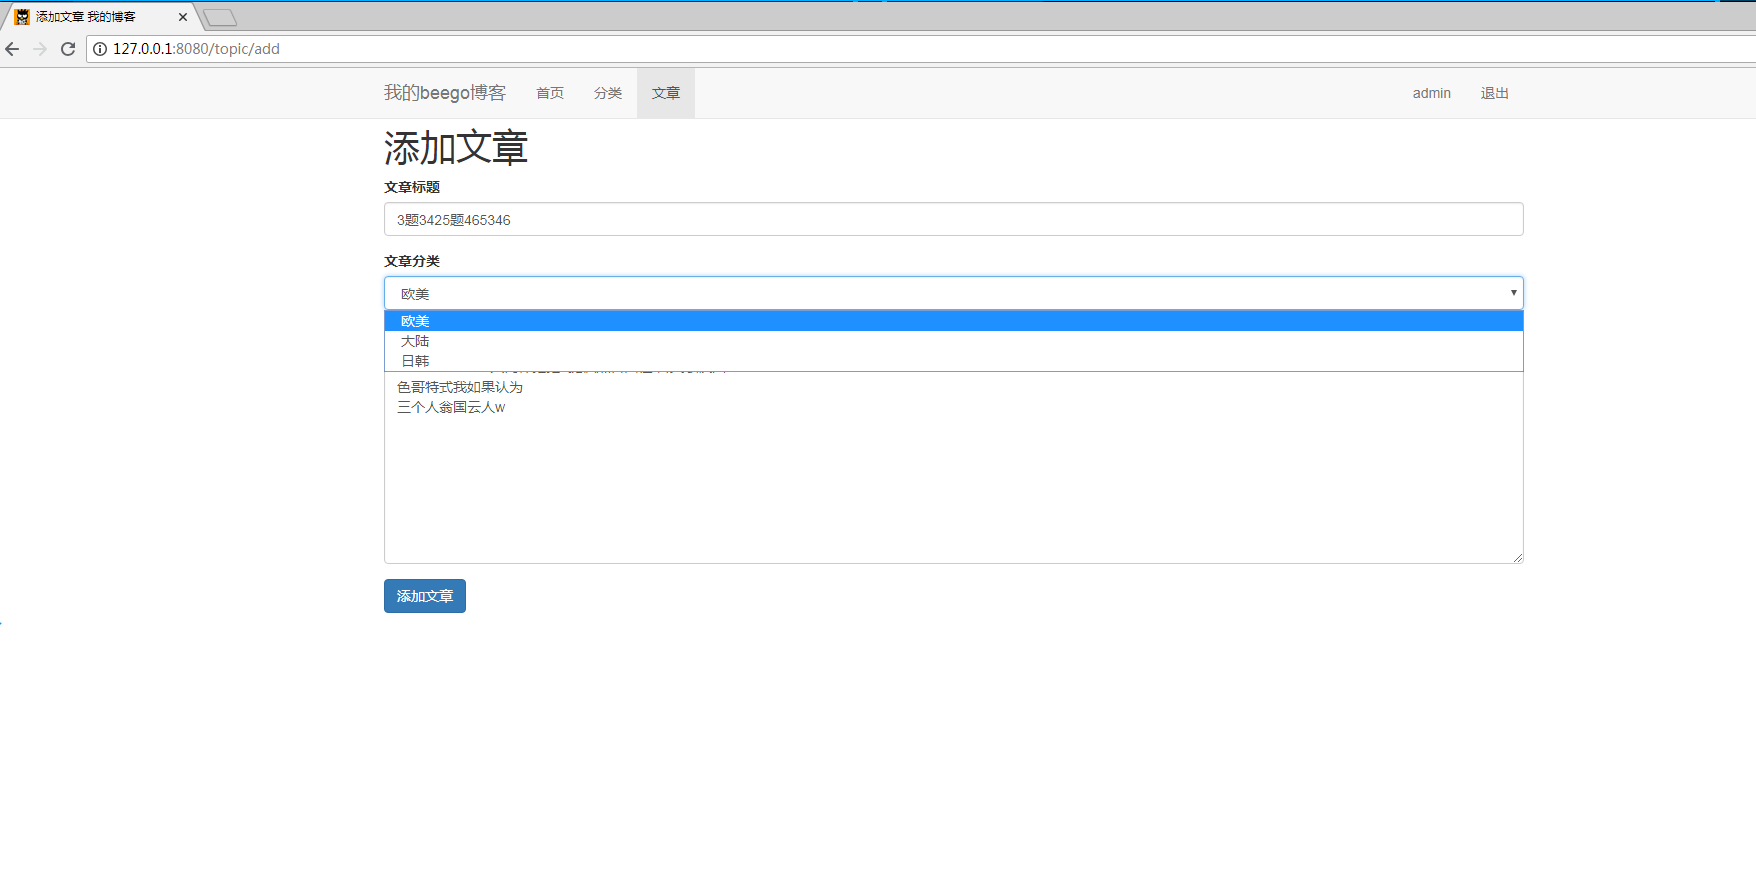 添加文章 我的博客
127.0.0.1:8080/topic/add
我的beego博客 首页 分类 文章 admin 退出
添加文章
文章标题
3题3425题465346
文章分类
欧美
欧美
大陆
日韩
色哥特式我如果认为
三个人翁国云人w
添加文章